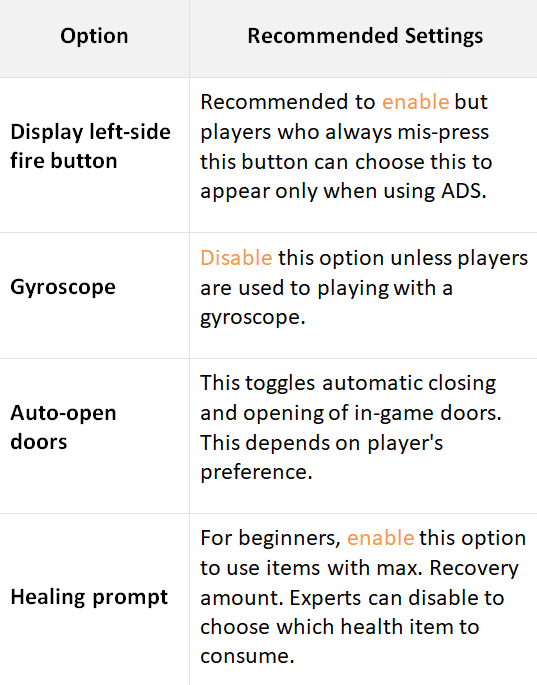 Option
Recommended Settings
Display left-side
fire button
Recommended to enable but
players who always mis-press
this button can choose this to
appear only when using ADS.
Gyroscope
Disable this option unless players
are used to playing with a
gyroscope.
Auto-open
doors
This toggles automatic closing
and opening of in-game doors.
This depends on player's
preference.
Healing prompt
For beginners, enable this option
to use items with max. Recovery
amount. Experts can disable to
choose which health item to
consume.